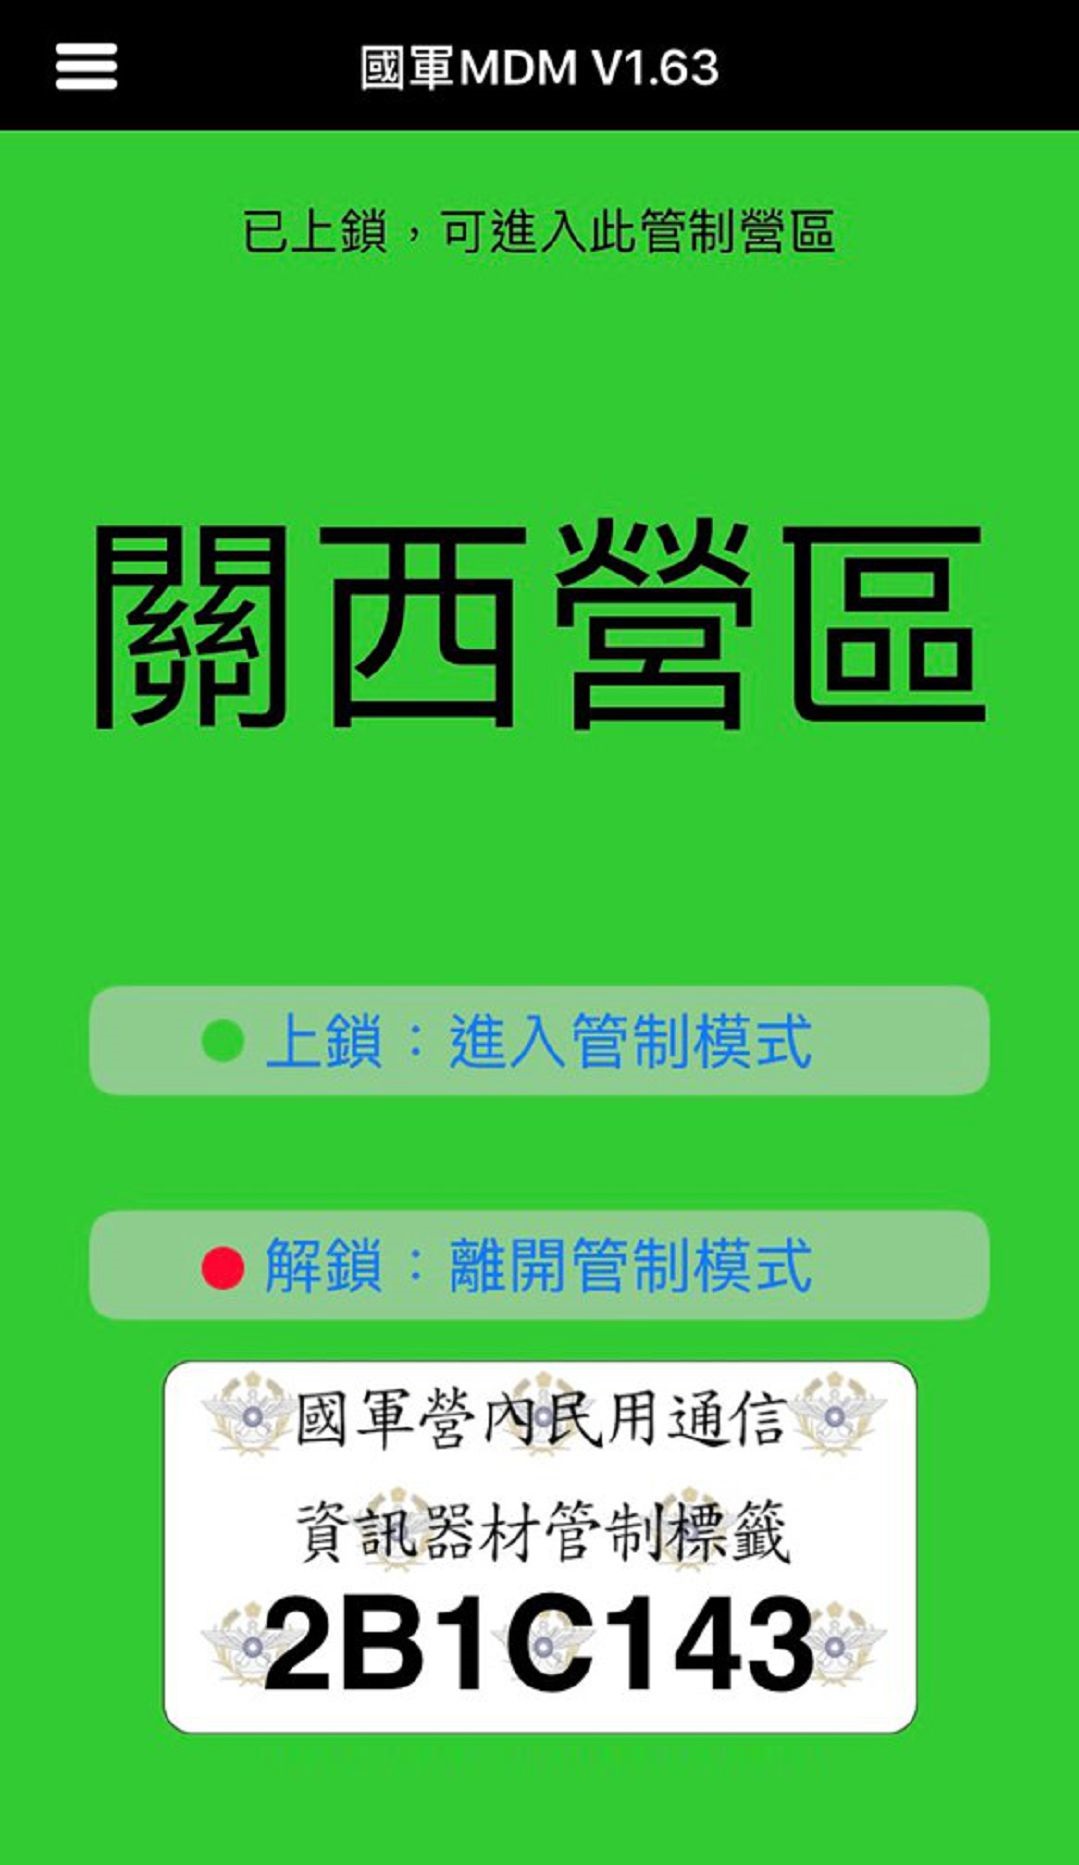 國軍MDM V1.63
已上鎖，可進入此管制營區
關西營區
上鎖：進入管制模式
解鎖：離開管制模式
國軍營內民用通信
資訊器材管制標籤
2B1C143